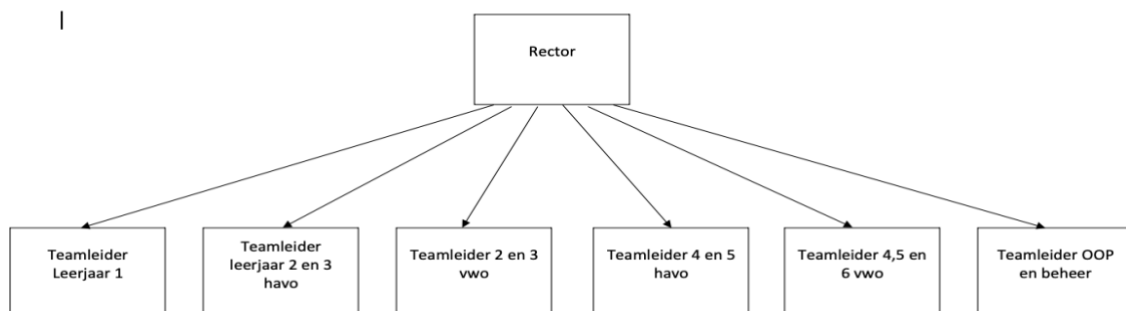 Rector
Teamleider
Leerjaar 1
Teamleider
leerjaar 2 en 3
havo
Teamleider 2 en 3
vwo
Teamleider 4 en 5
havo
Teamleider 4,5 en
6 vwo
Teamleider OOP
en beheer